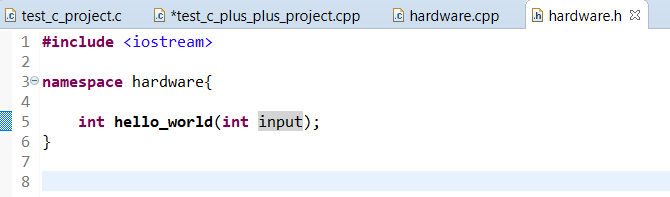 test_c_project.c *test_c_plus_plus_project.cpp hardware.cpp hardware.h
1 #include <iostream>
2
3 namespace hardware{
4
5 int hello_world(int input);
6 }
7
8